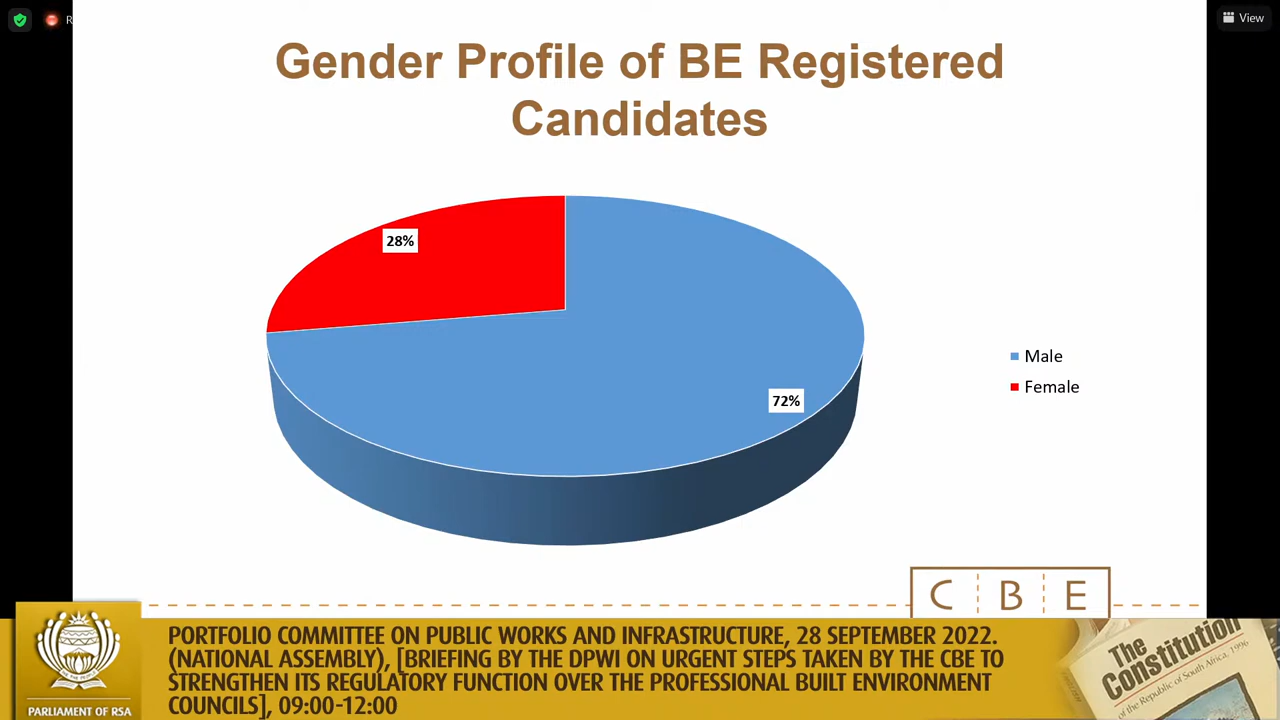 R
View
Gender Profile of BE Registered
Candidates
28%
72%
Male
Female
C B E
PORTFOLIO COMMITTEE ON PUBLIC WORKS AND INFRASTRUCTURE, 28 SEPTEMBER 2022.
(NATIONAL ASSEMBLY), [BRIEFING BY THE DPWI ON URGENT STEPS TAKEN BY THE CBE TO
STRENGTHEN ITS REGULATORY FUNCTION OVER THE PROFESSIONAL BUILT ENVIRONMENT
COUNCILS], 09:00-12:00
PARLIAMENT OF RSA
The
Constitution
of the Republic of South Africa, 1996